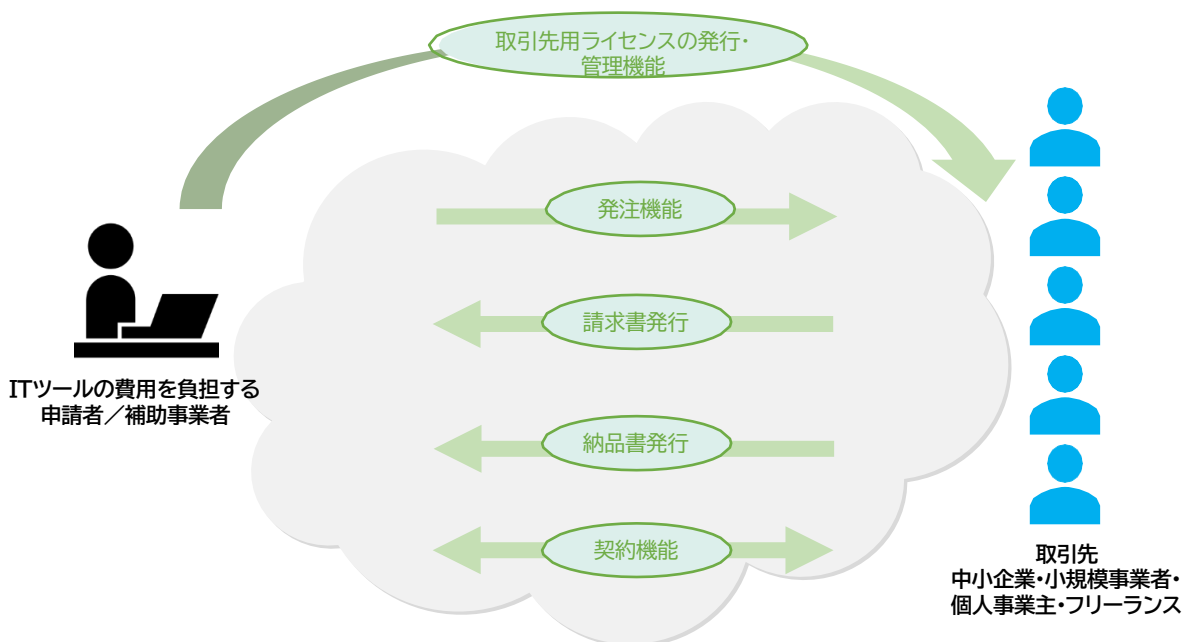 取引先用ライセンスの発行・
管理機能
発注機能
請求書発行
納品書発行
契約機能
ITツールの費用を負担する
申請者／補助事業者
取引先
中小企業・小規模事業者・
個人事業主・フリーランス